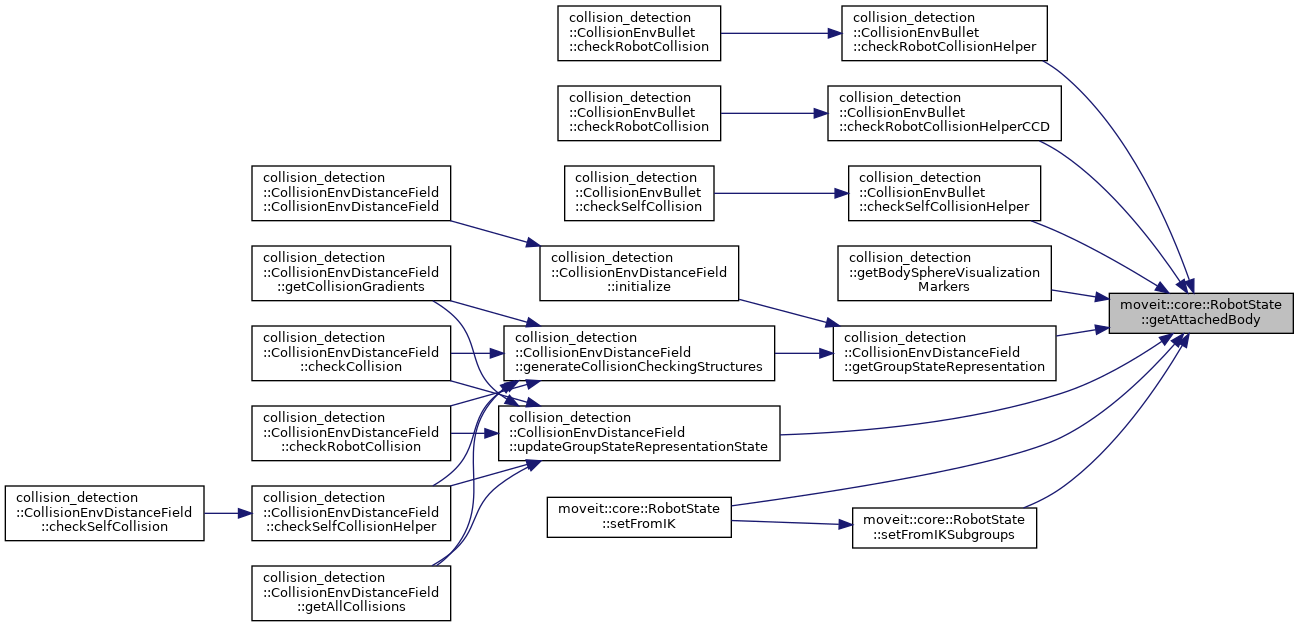 collision_detection
::CollisionEnvBullet
::checkRobotCollision
collision_detection
::CollisionEnvBullet
::checkRobotCollisionHelper
collision_detection
::CollisionEnvBullet
::checkRobotCollision
collision_detection
::CollisionEnvBullet
::checkRobotCollisionHelperCCD
collision_detection
::CollisionEnvDistanceField
::CollisionEnvDistanceField
collision_detection
::CollisionEnvBullet
::checkSelfCollision
collision_detection
::CollisionEnvBullet
::checkSelfCollisionHelper
collision_detection
::CollisionEnvDistanceField
::getCollisionGradients
collision_detection
::CollisionEnvDistanceField
::initialize
collision_detection
::getBodySphereVisualization
Markers
moveit::core::RobotState
::getAttachedBody
collision_detection
::CollisionEnvDistanceField
::checkCollision
collision_detection
::CollisionEnvDistanceField
::generateCollisionCheckingStructures
collision_detection
::CollisionEnvDistanceField
::getGroupStateRepresentation
collision_detection
::CollisionEnvDistanceField
::checkRobotCollision
collision_detection
::CollisionEnvDistanceField
::updateGroupStateRepresentationState
collision_detection
::CollisionEnvDistanceField
::checkSelfCollision
collision_detection
::CollisionEnvDistanceField
::checkSelfCollisionHelper
moveit::core::RobotState
::setFromIK
moveit::core::RobotState
::setFromIKSubgroups
collision_detection
::CollisionEnvDistanceField
::getAllCollisions